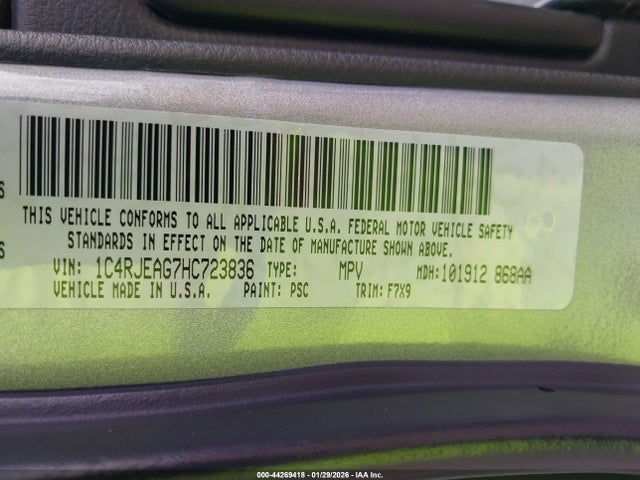 THIS VEHICLE CONFORMS TO ALL APPLICABLE U.S.A. FEDERAL MOTOR VEHICLE SAFETY
STANDARDS IN EFFECT ON THE DATE OF MANUFACTURE SHOWN ABOVE.
VIN: 1C4RJEAG7HC723836 TYPE: MPV MDH:101912 868AA
VEHICLE MADE IN U.S.A. PAINT: PSC TRIM: F7X9
000-44269418 | 01/29/2026 | IAA Inc.